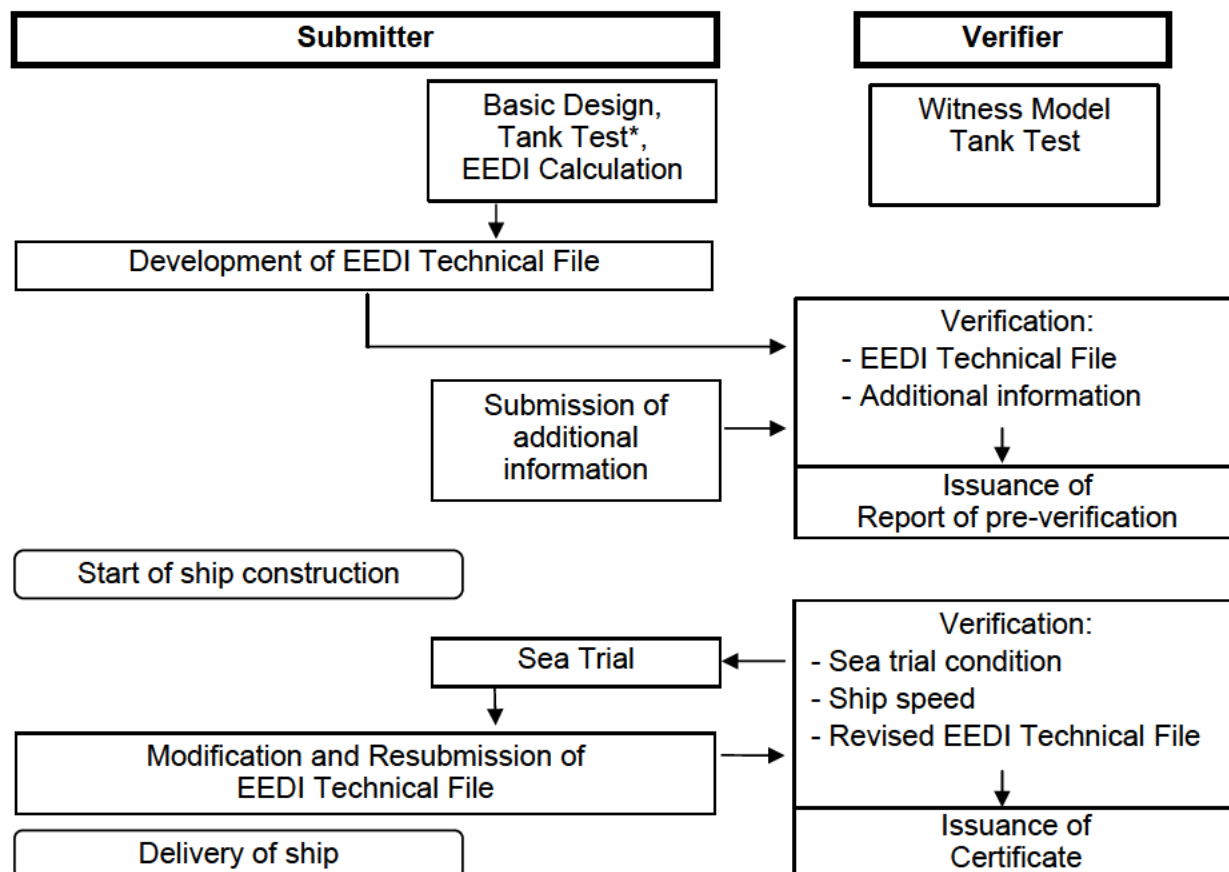 Submitter
Verifier
Basic Design,
Tank Test*,
EEDI Calculation
Witness Model
Tank Test
Development of EEDI Technical File
Verification:
- EEDI Technical File
- Additional information
Submission of
additional
information
Issuance of
Report of pre-verification
Start of ship construction
Verification:
- Sea trial condition
- Ship speed
- Revised EEDI Technical File
Sea Trial
Modification and Resubmission of
EEDI Technical File
Issuance of
Certificate
Delivery of ship